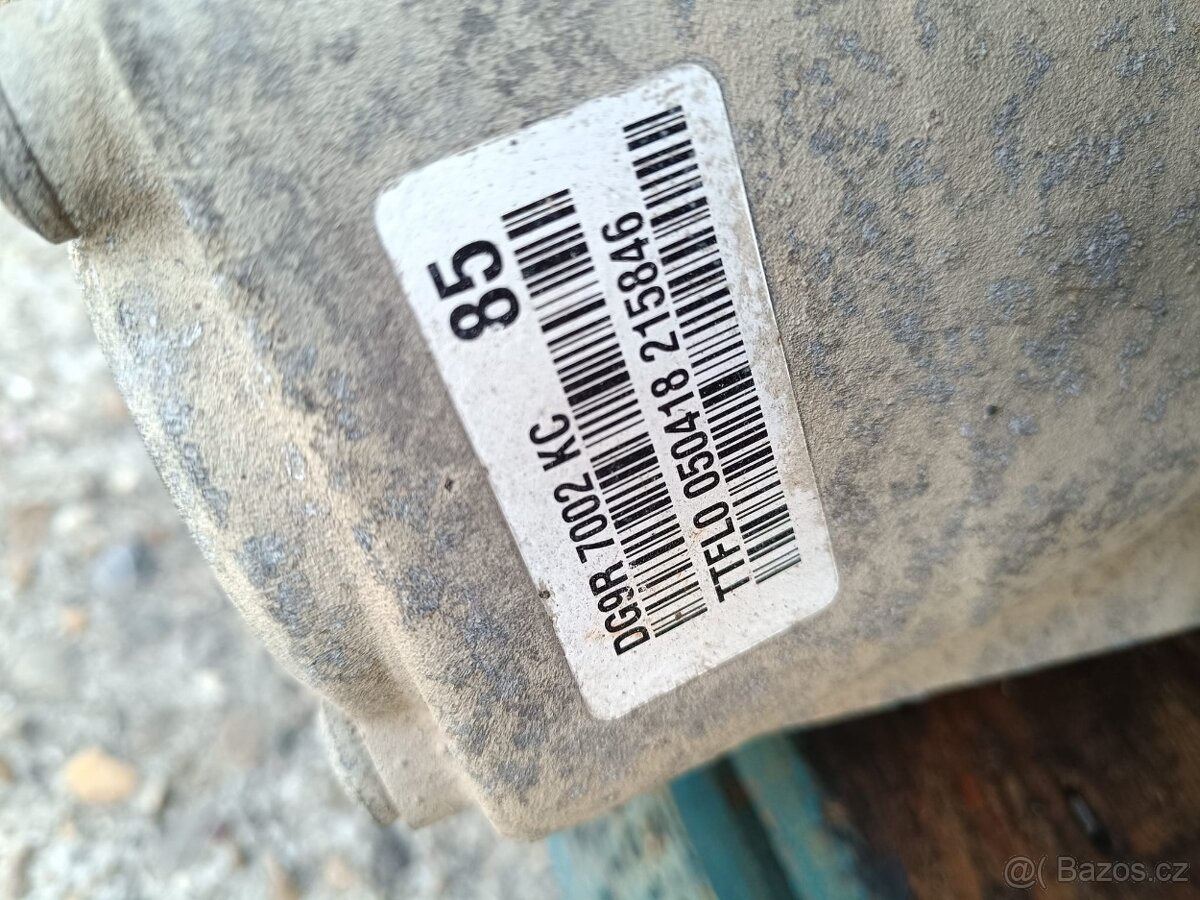 85
DG9R 7002 KC
TTFL0 050418 215846
@( Bazos.cz